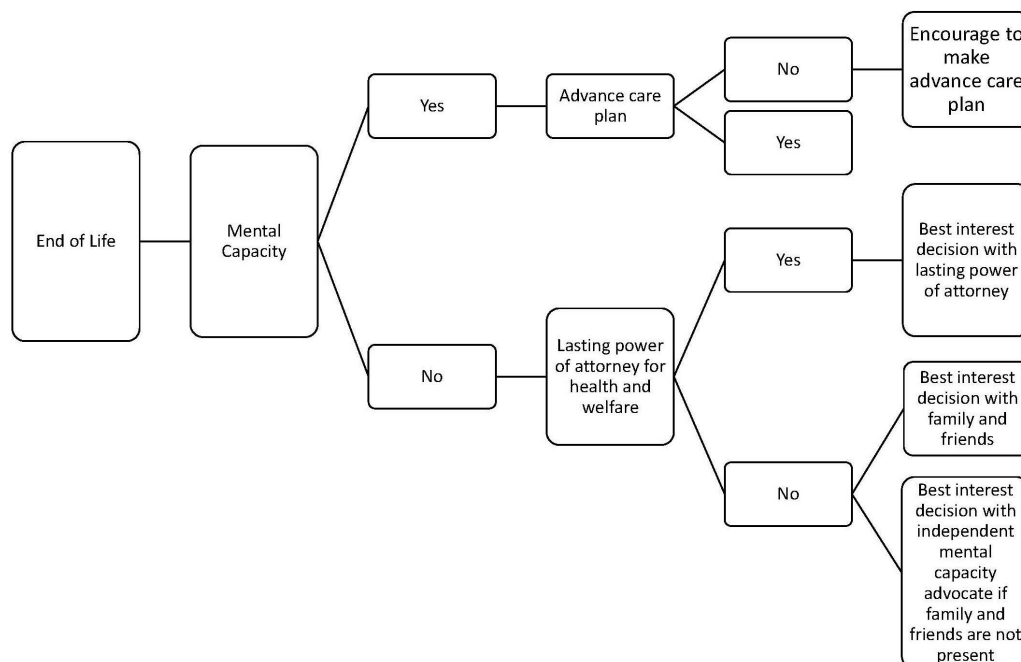 End of Life
Mental
Capacity
Yes
Advance care
plan
No
Encourage to
make
advance care
plan
Yes
No
Lasting power
of attorney for
health and
welfare
Yes
Best interest
decision with
lasting power
of attorney
No
Best interest
decision with
family and
friends
Best interest
decision with
independent
mental
capacity
advocate if
family and
friends are not
present